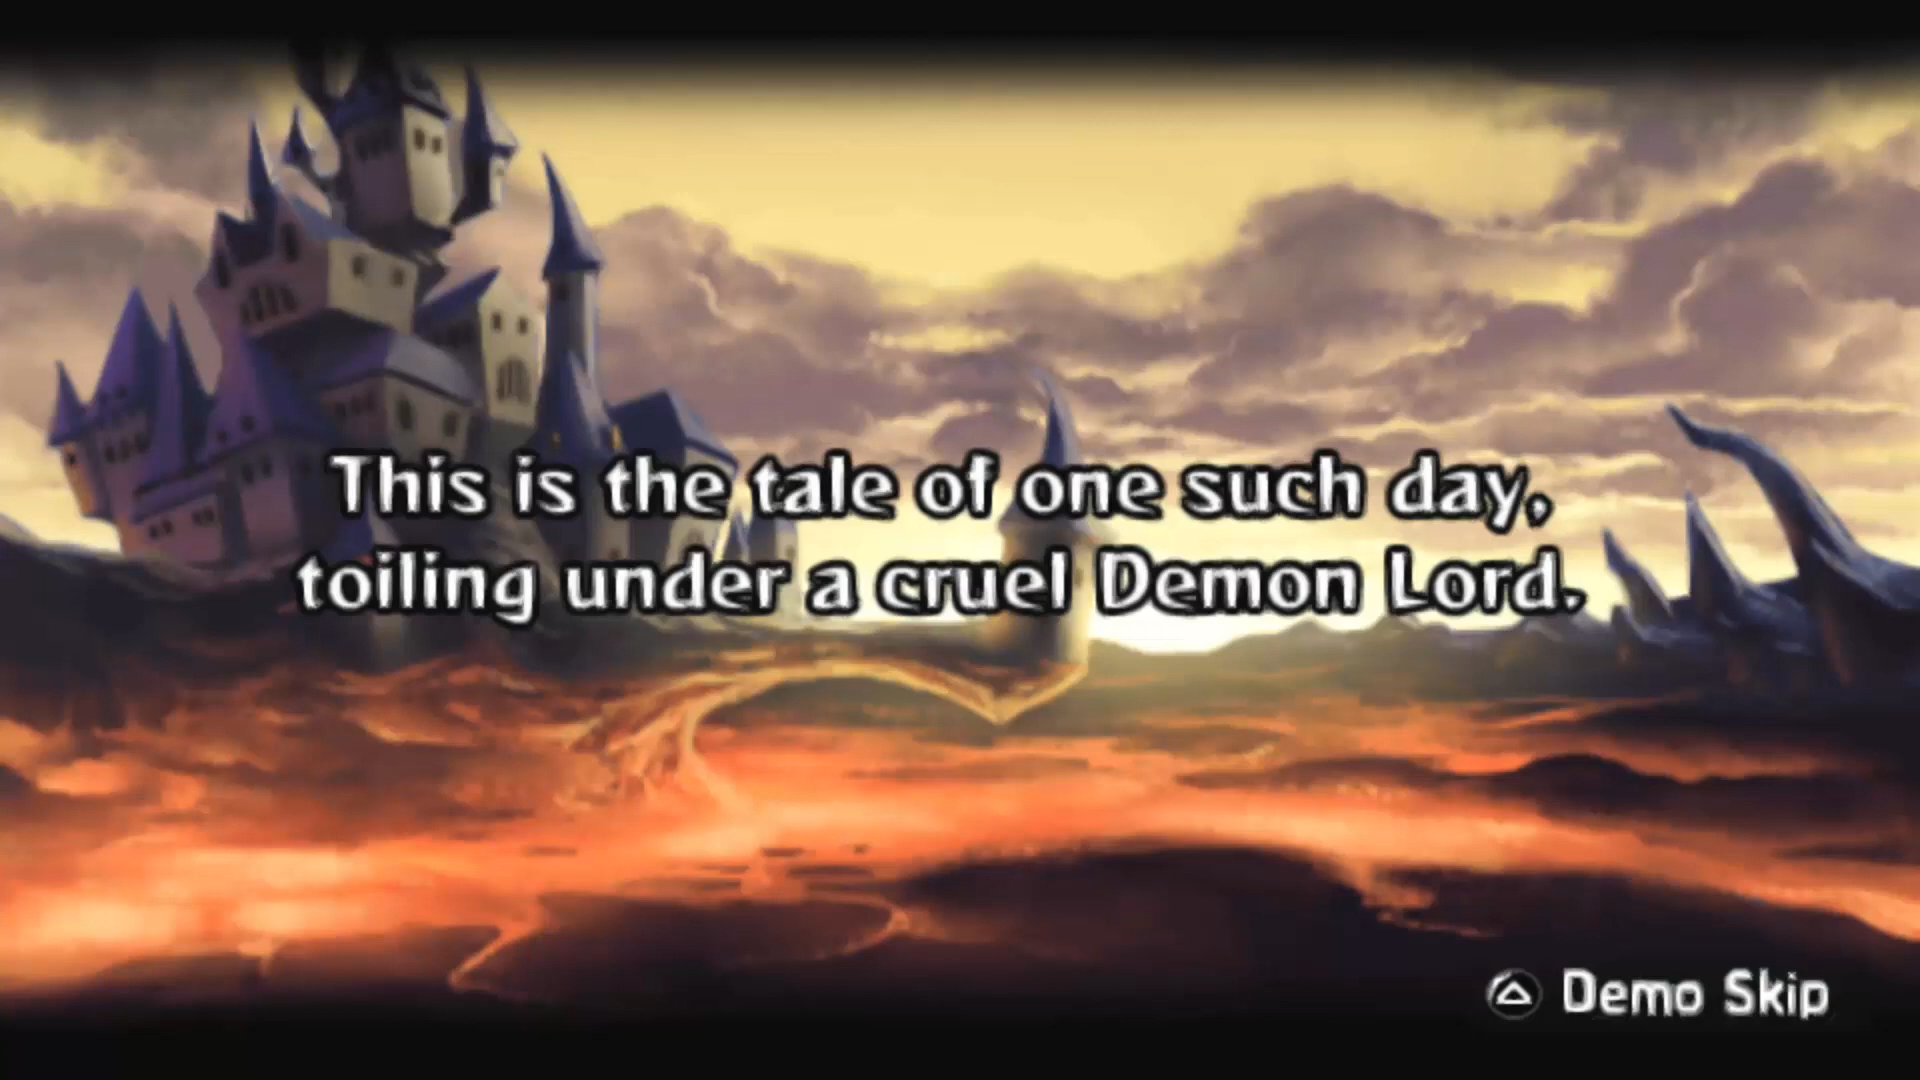 This is the tale of one such day,
toiling under a cruel Demon Lord.
Demo Skip